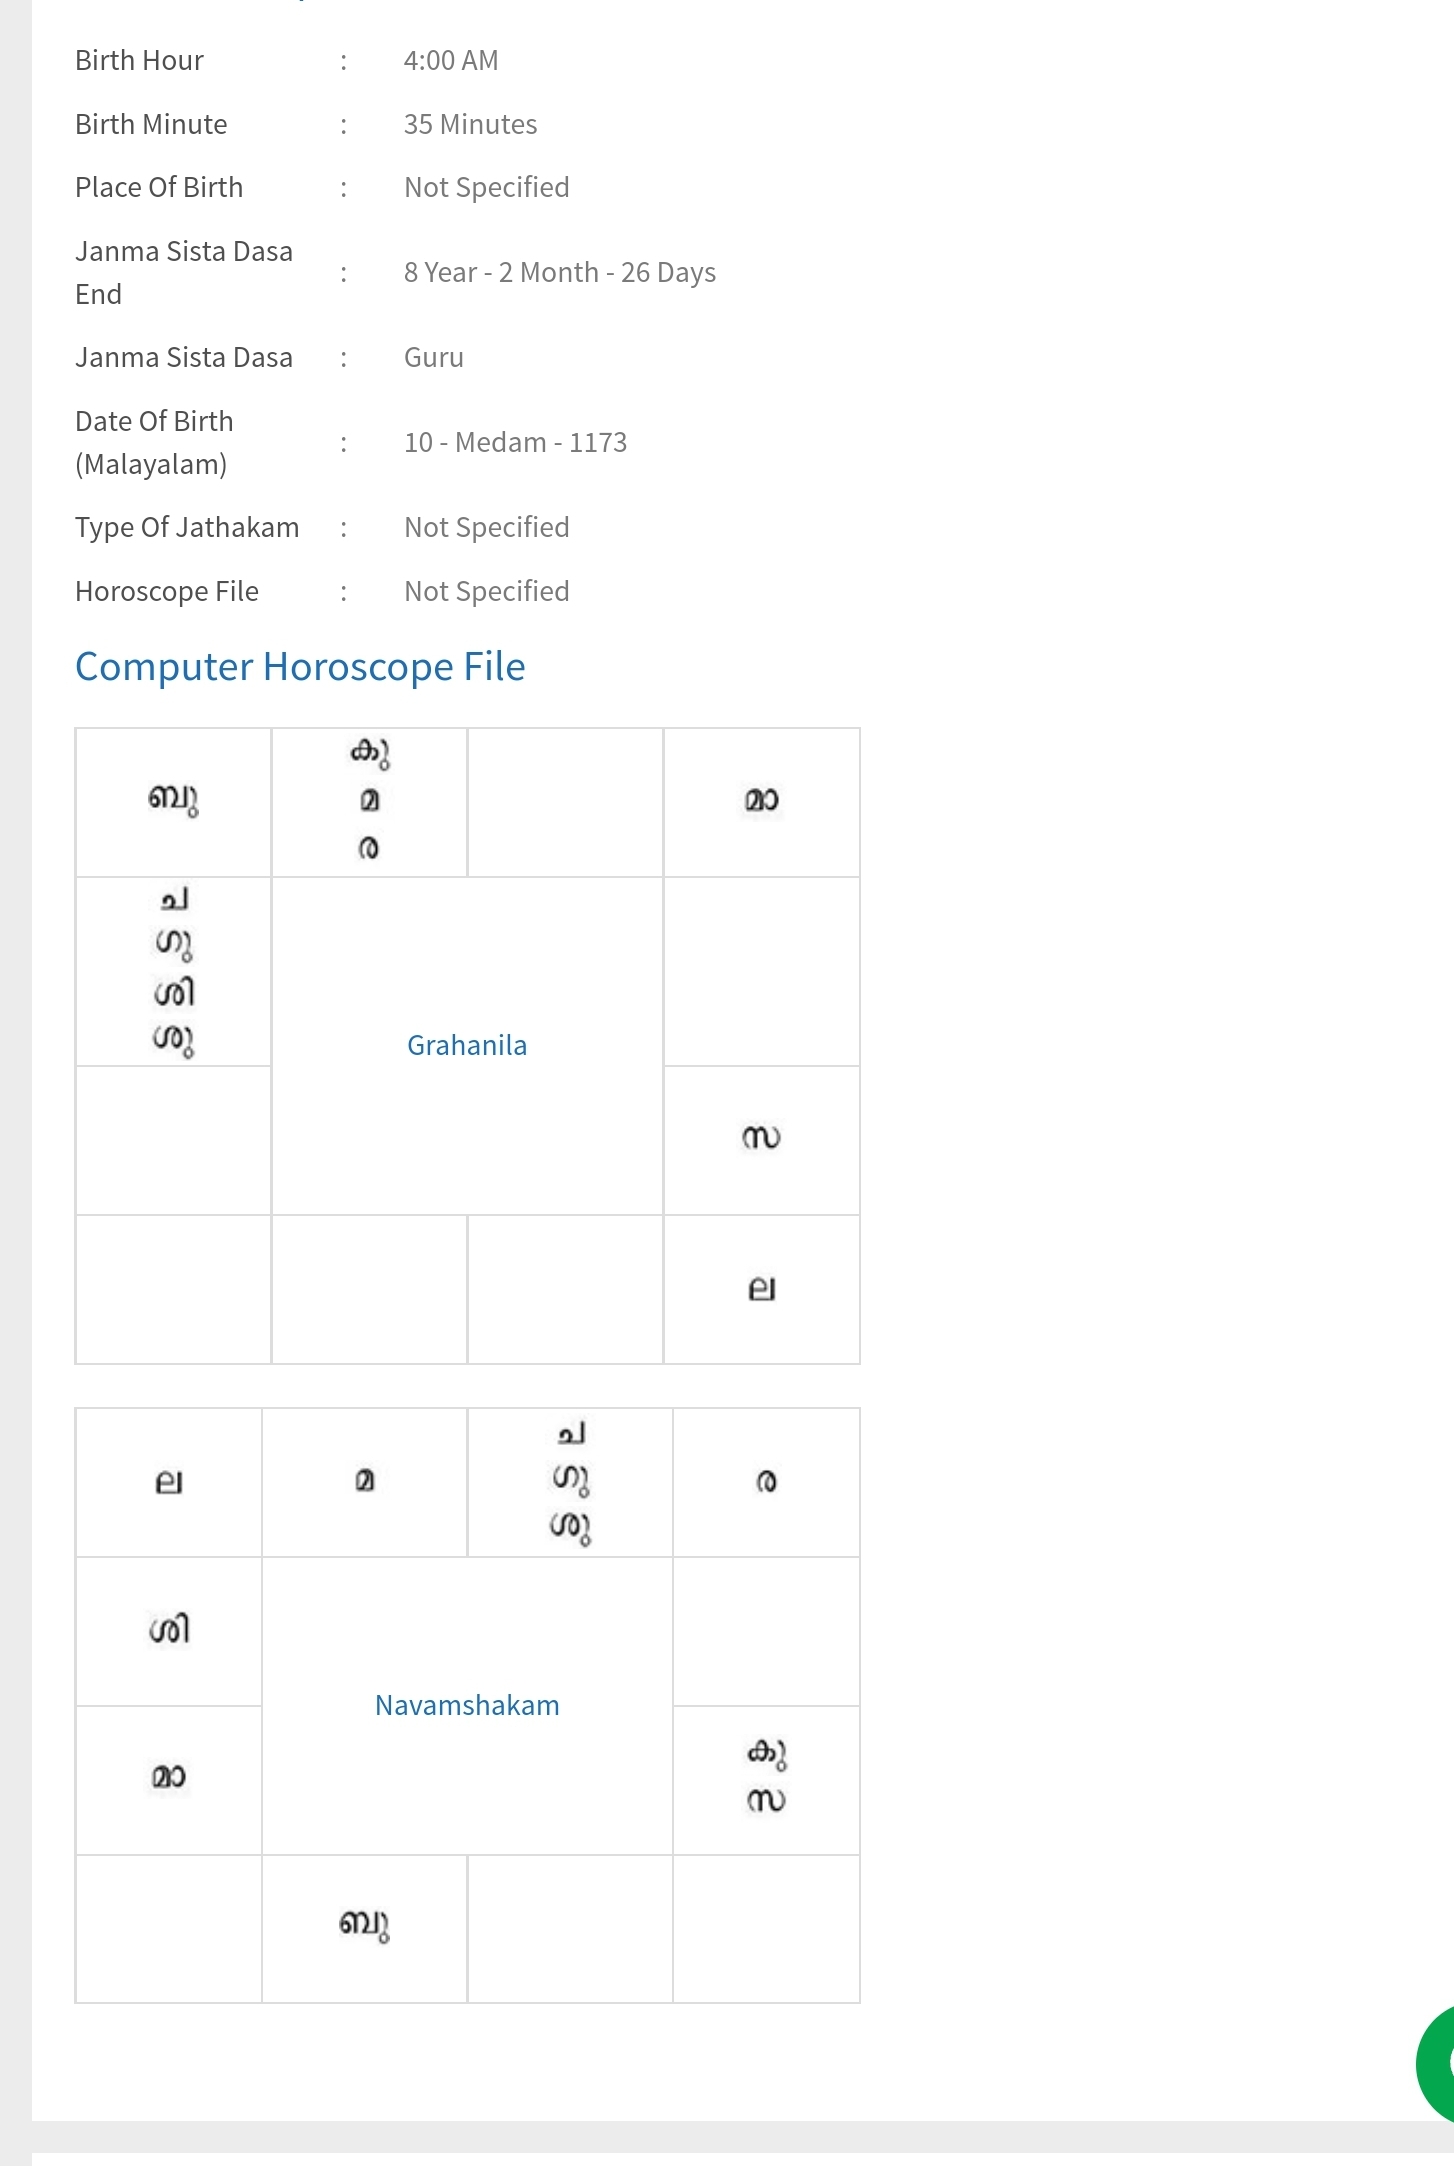 Birth Hour : 4:00 AM
Birth Minute : 35 Minutes
Place Of Birth : Not Specified
Janma Sista Dasa End : 8 Year - 2 Month - 26 Days
Janma Sista Dasa : Guru
Date Of Birth (Malayalam) : 10 - Medam - 1173
Type Of Jathakam : Not Specified
Horoscope File : Not Specified
Computer Horoscope File
ബു
കു
മ
ര
മാ
ച
ഗു
ശി
ശു
Grahanila
സ
ല
ല
മ
ച
ഗു
ശു
ര
ശി
Navamshakam
മാ
കു
സ
ബു